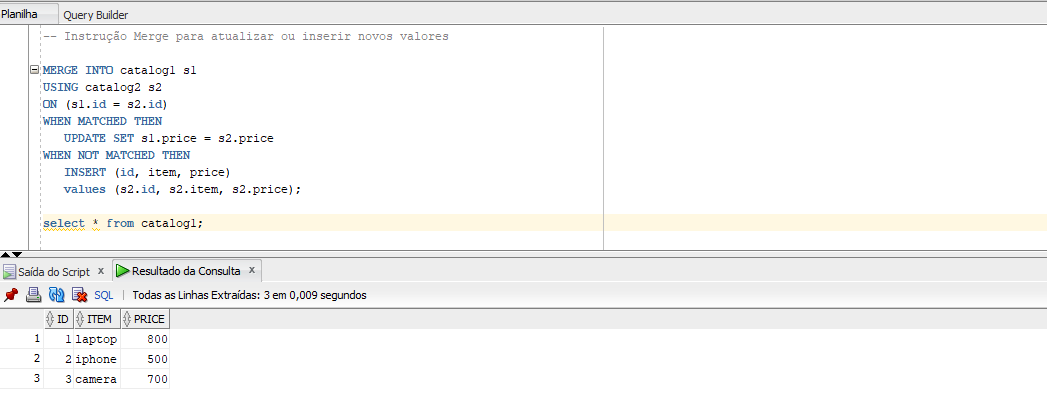 Planilha Query Builder
-- Instrução Merge para atualizar ou inserir novos valores
MERGE INTO catalog1 s1
USING catalog2 s2
ON (s1.id = s2.id)
WHEN MATCHED THEN
UPDATE SET s1.price = s2.price
WHEN NOT MATCHED THEN
INSERT (id, item, price)
values (s2.id, s2.item, s2.price);
select * from catalog1;
Saída do Script x Resultado da Consulta x
SQL | Todas as Linhas Extraídas: 3 em 0,009 segundos
ID ITEM PRICE
1 1 laptop 800
2 2 iphone 500
3 3 camera 700